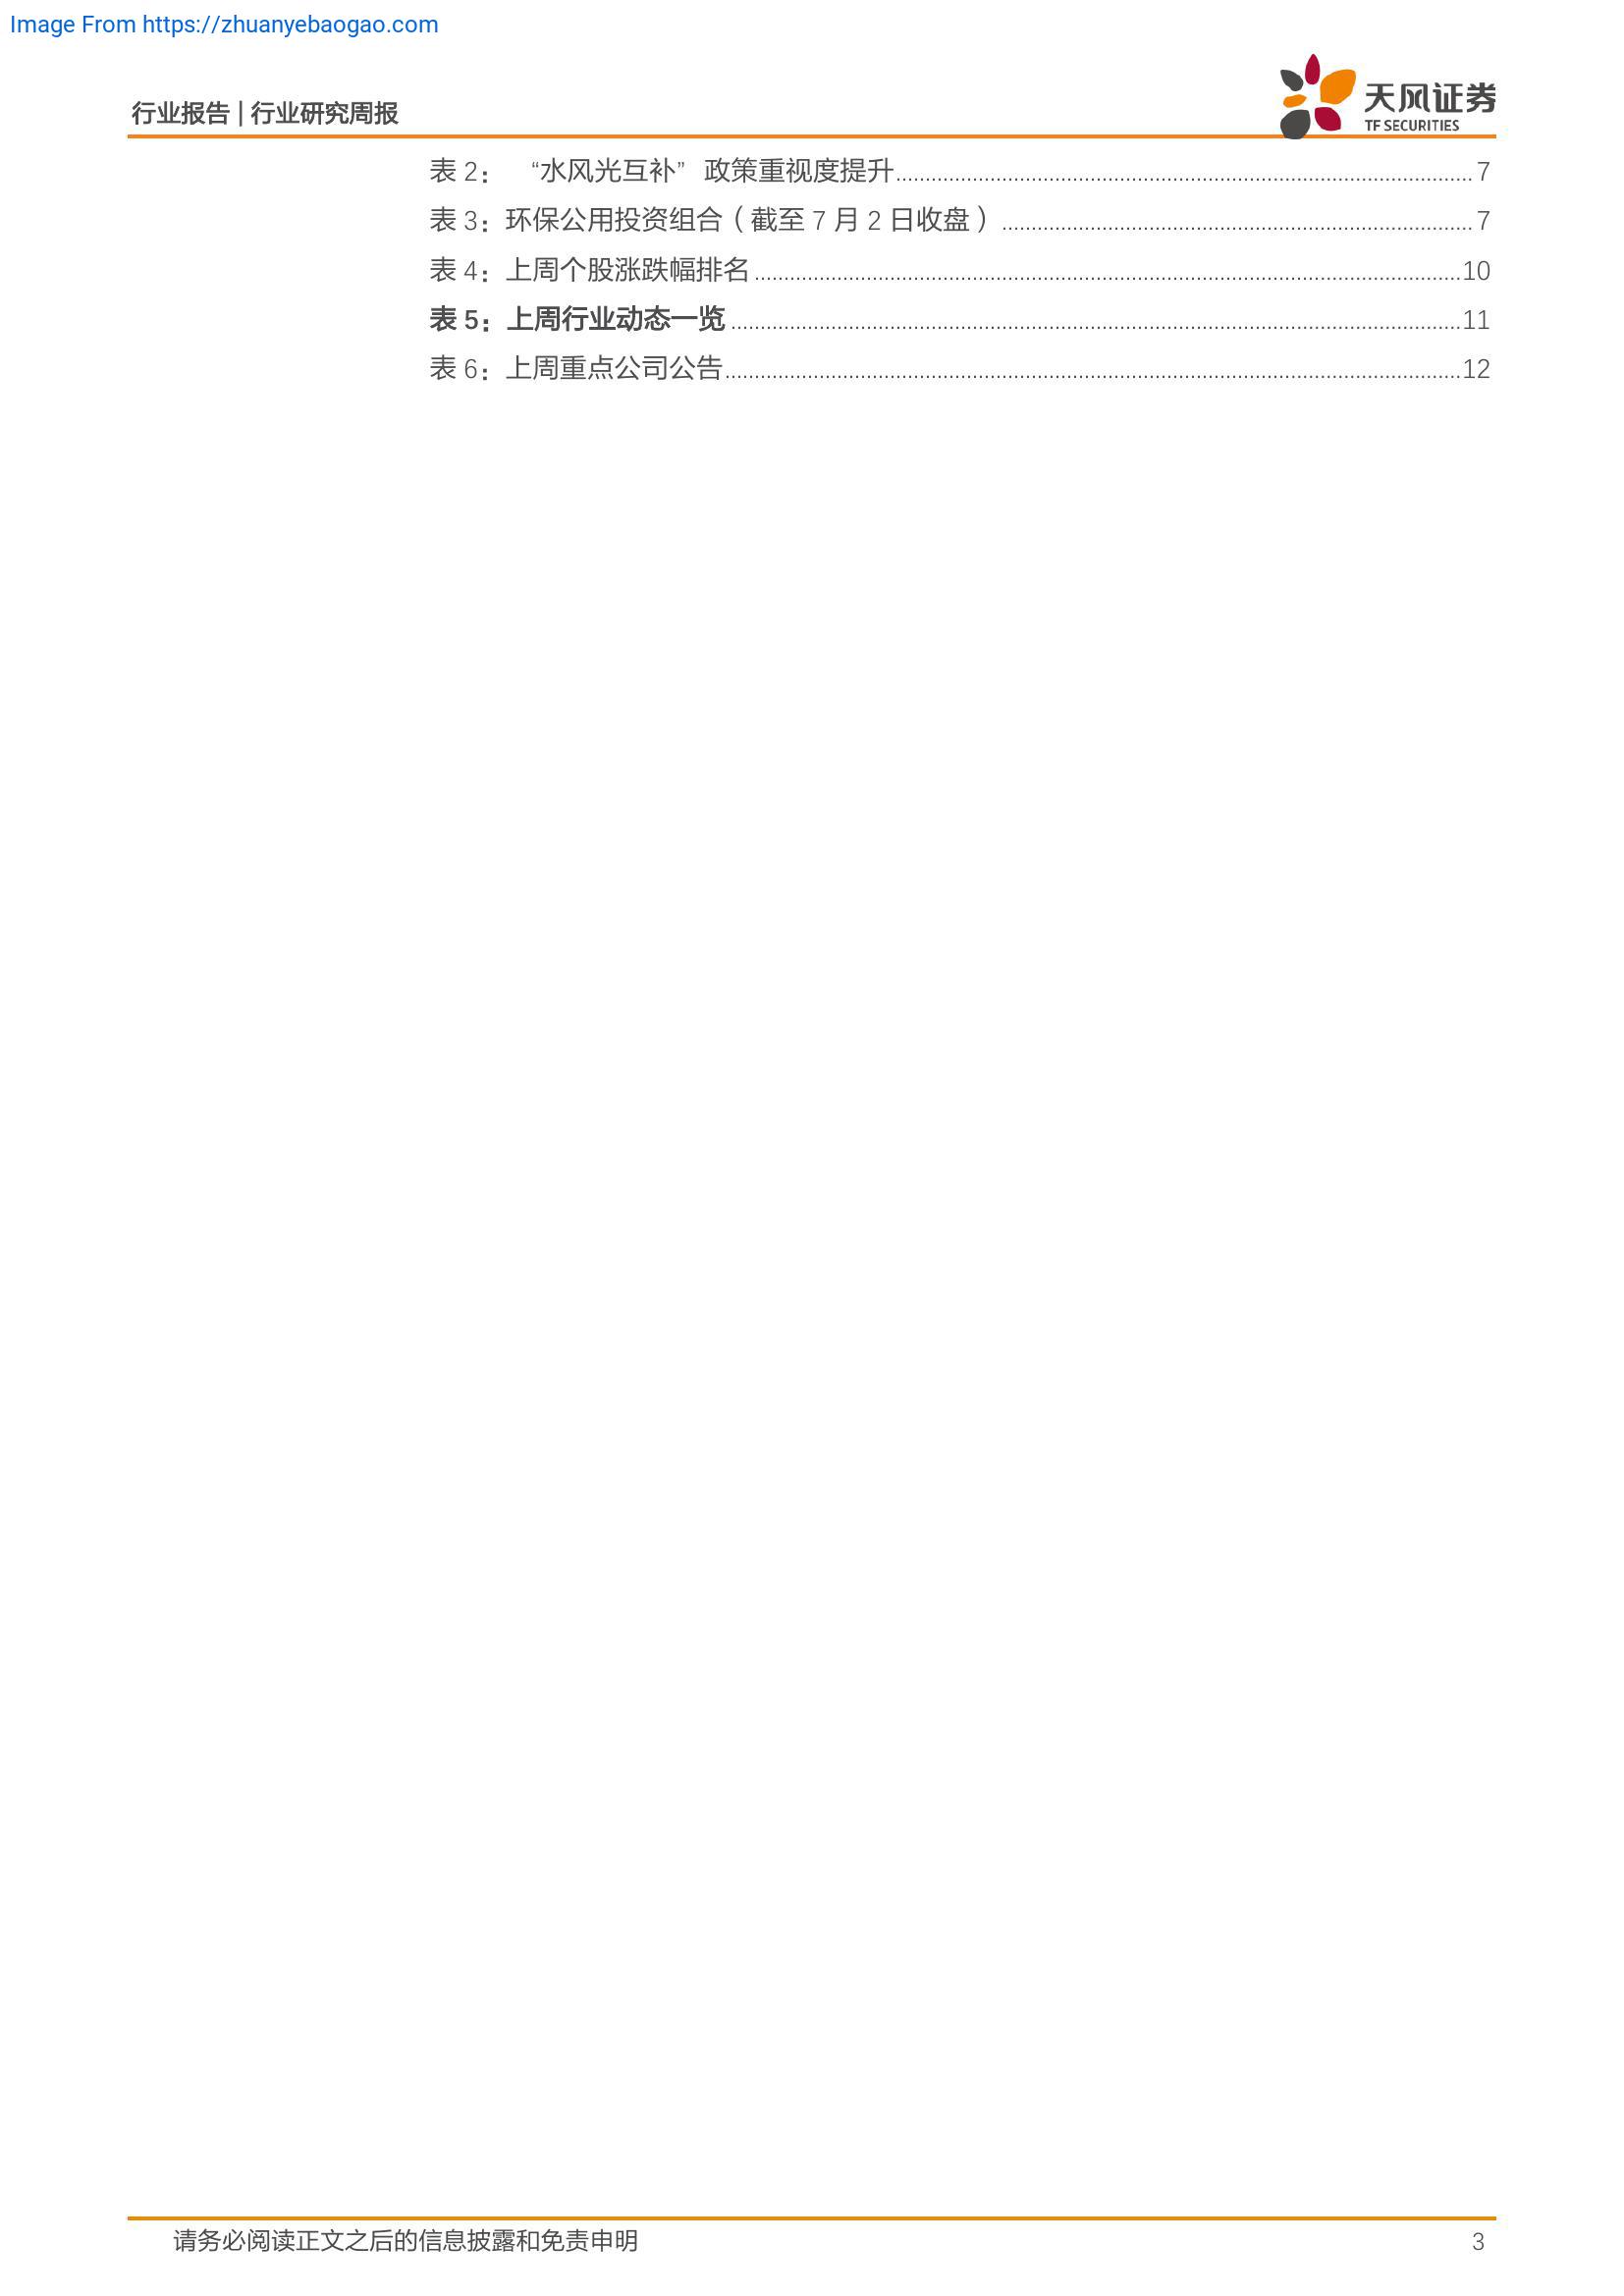 Image From https://zhuanyebaogao.com
行业报告 | 行业研究周报
天风证券
TF SECURITIES
表 2： “水风光互补” 政策重视度提升 7
表 3：环保公用投资组合（截至 7 月 2 日收盘） 7
表 4：上周个股涨跌幅排名 10
表 5：上周行业动态一览 11
表 6：上周重点公司公告 12
请务必阅读正文之后的信息披露和免责申明 3